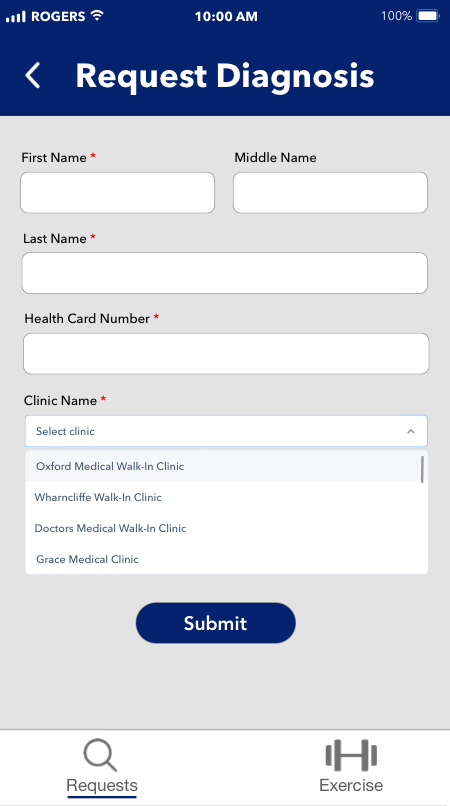 ROGERS 10:00 AM 100%
Request Diagnosis
First Name * Middle Name
Last Name *
Health Card Number *
Clinic Name *
Select clinic
Oxford Medical Walk-In Clinic
Wharncliffe Walk-In Clinic
Doctors Medical Walk-In Clinic
Grace Medical Clinic
Submit
Requests Exercise